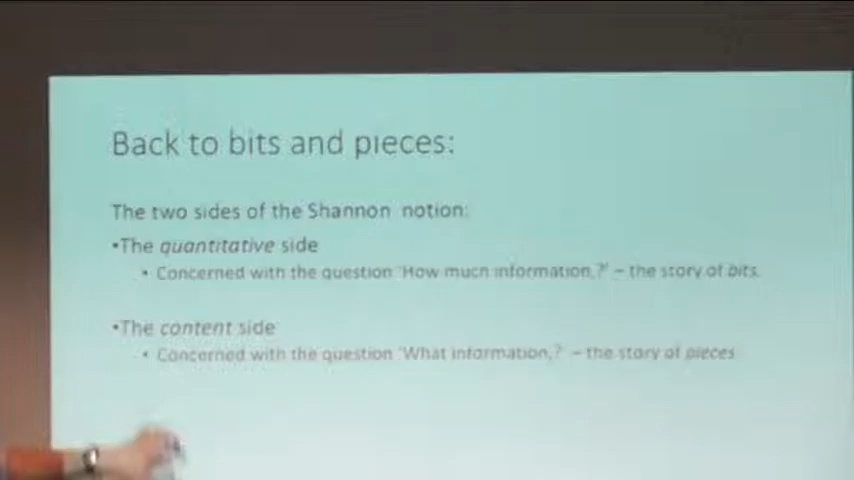 Back to bits and pieces:
The two sides of the Shannon notion:
•The quantitative side
• Concerned with the question 'How much information,?' – the story of bits.
•The content side
• Concerned with the question 'What information,? – the story of pieces